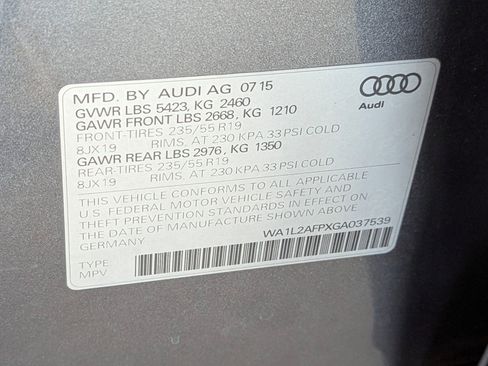 MFD. BY AUDI AG 07 15
GVWR LBS 5423, KG 2460
GAWR FRONT LBS 2668, KG 1210
FRONT-TIRES 235/55 R19
8JX19 RIMS, AT 230 KPA 33 PSI COLD
GAWR REAR LBS 2976, KG 1350
REAR-TIRES 235/55 R19
8JX19 RIMS, AT 230 KPA 33 PSI COLD
THIS VEHICLE CONFORMS TO ALL APPLICABLE
U. S. FEDERAL MOTOR VEHICLE SAFETY AND
THEFT PREVENTION STANDARDS IN EFFECT ON
THE DATE OF MANUFACTURE SHOWN ABOVE
GERMANY
WA1L2AFPXGA037539
TYPE
MPV
Audi